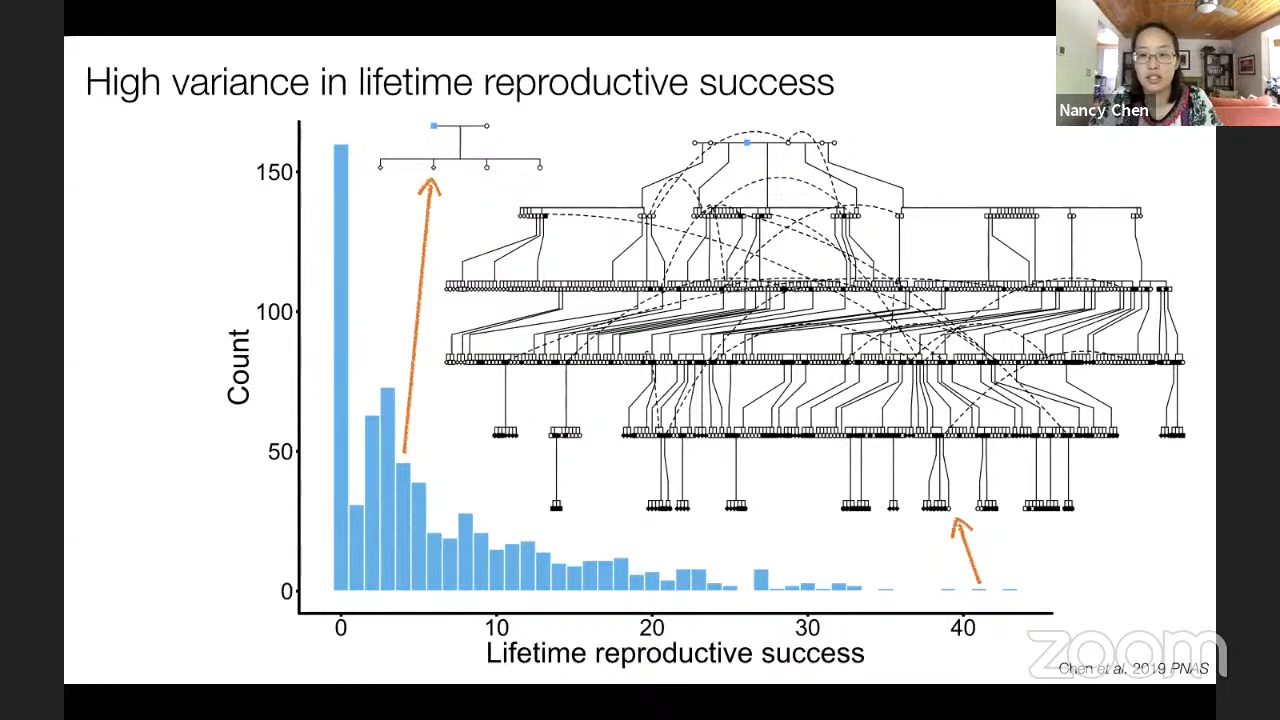 High variance in lifetime reproductive success
Nancy Chen
150
100
50
0
Count
0 10 20 30 40
Lifetime reproductive success
zoom
Chen et al. 2019 PNAS